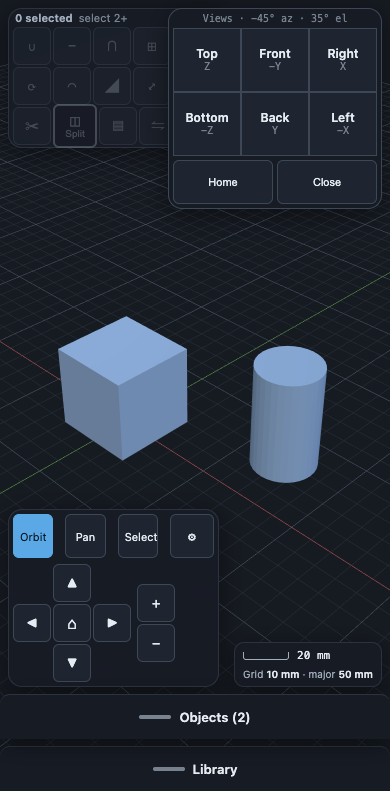 0 selected select 2+
Views · −45° az · 35° el
Top
Z
Front
−Y
Right
X
Bottom
−Z
Back
Y
Left
−X
Split
Home
Close
Orbit
Pan
Select
20 mm
Grid 10 mm · major 50 mm
Objects (2)
Library